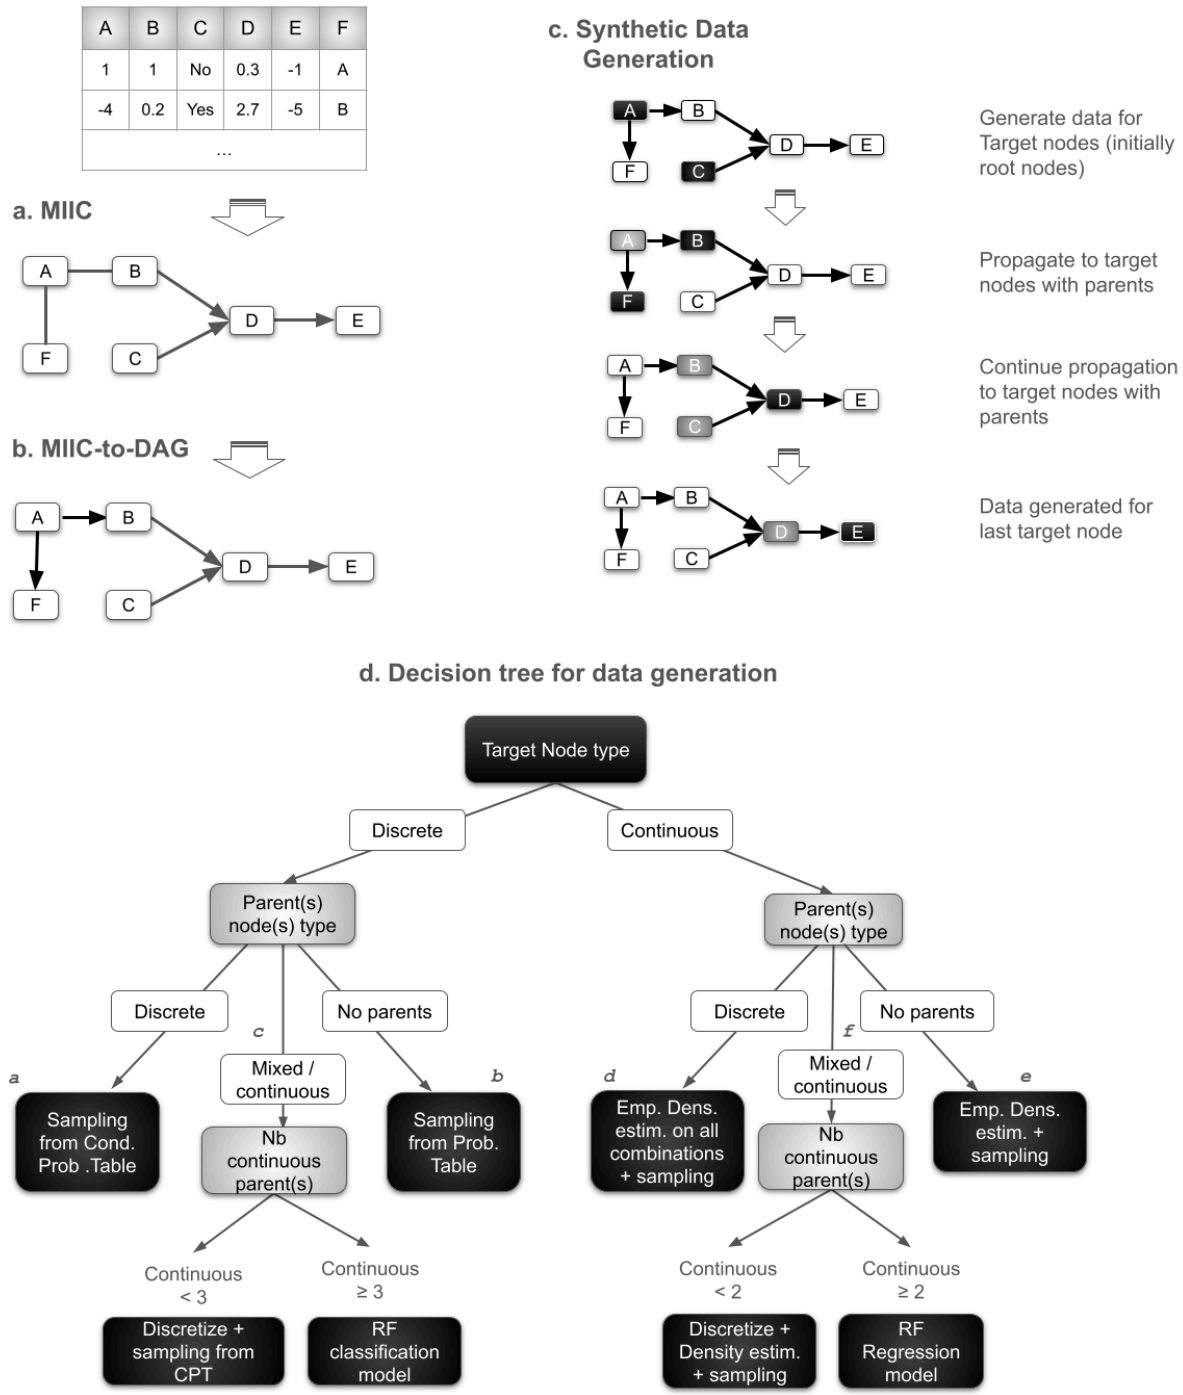 A B C D E F
1 1 No 0.3 -1 A
-4 0.2 Yes 2.7 -5 B
...
a. MIIC
A B
D E
F C
b. MIIC-to-DAG
A B
D E
F C
c. Synthetic Data
Generation
A B
D E
F C
Generate data for
Target nodes (initially
root nodes)
A B
D E
F C
Propagate to target
nodes with parents
A B
D E
F C
Continue propagation
to target nodes with
parents
A B
D E
F C
Data generated for
last target node
d. Decision tree for data generation
Target Node type
Discrete
Continuous
Parent(s)
node(s) type
Discrete
No parents
c
Mixed /
continuous
a
Sampling
from Cond.
Prob .Table
b
Sampling
from Prob.
Table
Nb
continuous
parent(s)
Continuous
< 3
Continuous
≥ 3
Discretize +
sampling from
CPT
RF
classification
model
Parent(s)
node(s) type
Discrete
No parents
f
Mixed /
continuous
d
Emp. Dens.
estim. on all
combinations
+ sampling
e
Emp. Dens.
estim. +
sampling
Nb
continuous
parent(s)
Continuous
< 2
Continuous
≥ 2
Discretize +
Density estim.
+ sampling
RF
Regression
model